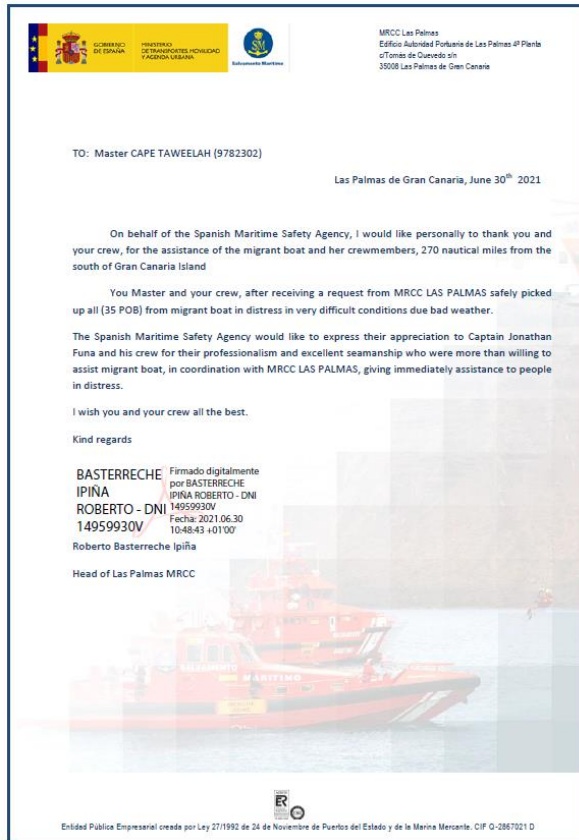 GOBIERNO
DE ESPAÑA
MINISTERIO
DE TRANSPORTES, MOVILIDAD
Y AGENDA URBANA
SM
Salvamento Marítimo
MRCC Las Palmas
Edificio Autoridad Portuaria de Las Palmas 4ª Planta
c/Tomás de Quevedo s/n
35008 Las Palmas de Gran Canaria
TO: Master CAPE TAWEELAH (9782302)
Las Palmas de Gran Canaria, June 30th 2021
On behalf of the Spanish Maritime Safety Agency, I would like personally to thank you and
your crew, for the assistance of the migrant boat and her crewmembers, 270 nautical miles from the
south of Gran Canaria Island
You Master and your crew, after receiving a request from MRCC LAS PALMAS safely picked
up all (35 POB) from migrant boat in distress in very difficult conditions due bad weather.
The Spanish Maritime Safety Agency would like to express their appreciation to Captain Jonathan
Funa and his crew for their professionalism and excellent seamanship who were more than willing to
assist migrant boat, in coordination with MRCC LAS PALMAS, giving immediately assistance to people
in distress.
I wish you and your crew all the best.
Kind regards
BASTERRECHE
IPIÑA
ROBERTO - DNI
14959930V
Firmado digitalmente
por BASTERRECHE
IPIÑA ROBERTO - DNI
14959930V
Fecha: 2021.06.30
10:48:43 +01'00'
Roberto Basterreche Ipiña
Head of Las Palmas MRCC
SALVAMENTO
MARÍTIMO
ER
Entidad Pública Empresarial creada por Ley 27/1992 de 24 de Noviembre de Puertos del Estado y de la Marina Mercante. CIF Q-2867021 D